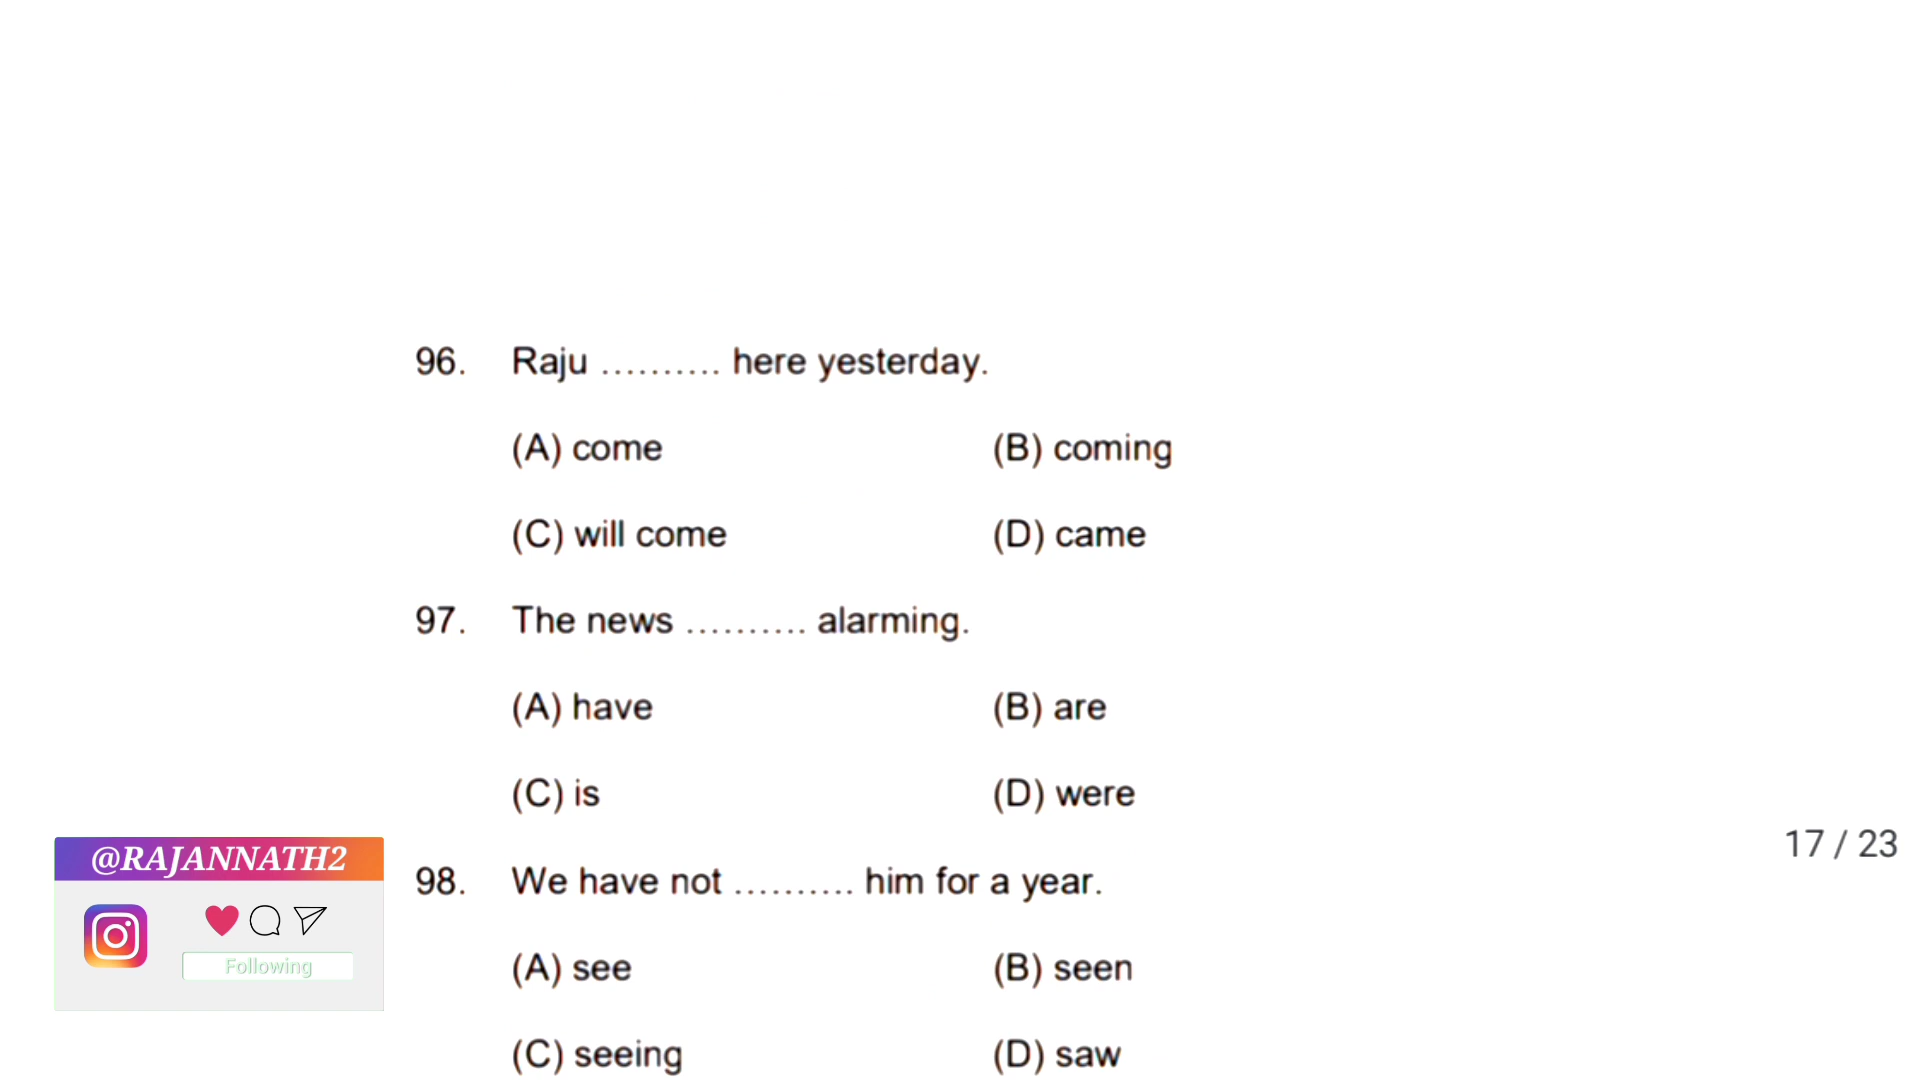 96. Raju .......... here yesterday.
(A) come (B) coming
(C) will come (D) came
97. The news .......... alarming.
(A) have (B) are
(C) is (D) were
17 / 23
@RAJANNATH2
Following
98. We have not .......... him for a year.
(A) see (B) seen
(C) seeing (D) saw